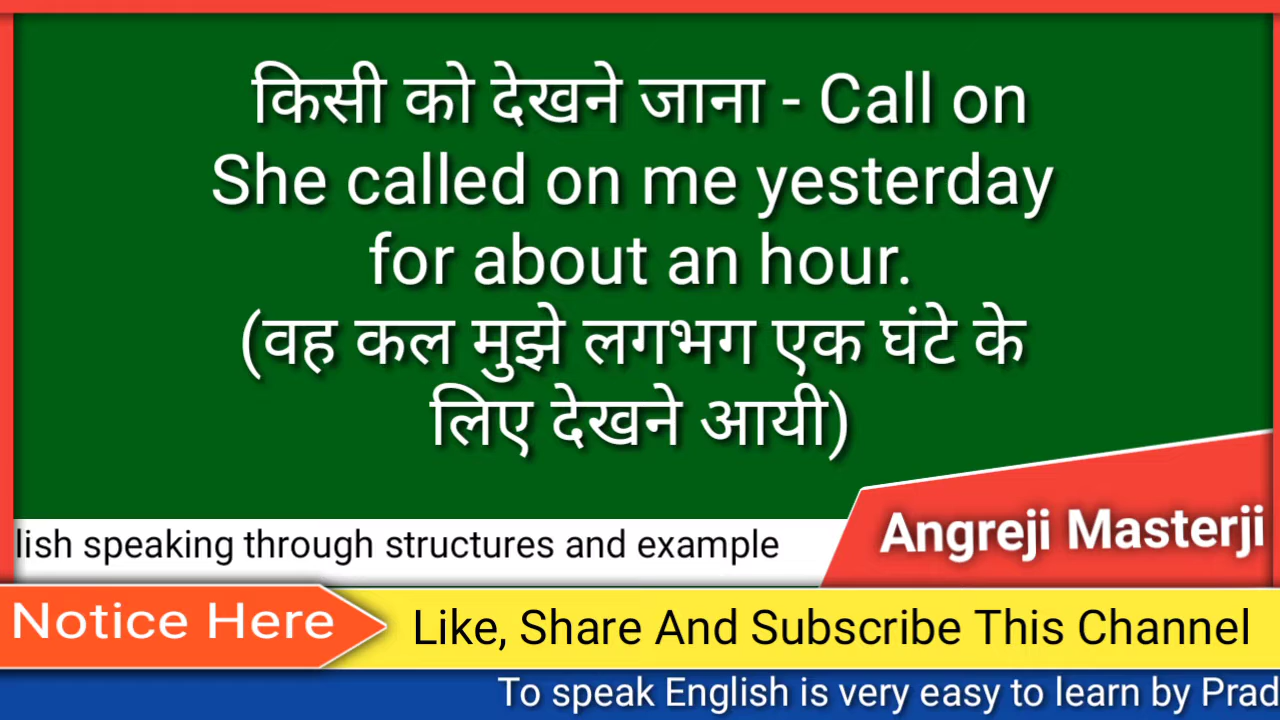 किसी को देखने जाना - Call on
She called on me yesterday
for about an hour.
(वह कल मुझे लगभग एक घंटे के
लिए देखने आयी)
lish speaking through structures and example
Angreji Masterji
Notice Here
Like, Share And Subscribe This Channel
To speak English is very easy to learn by Prad